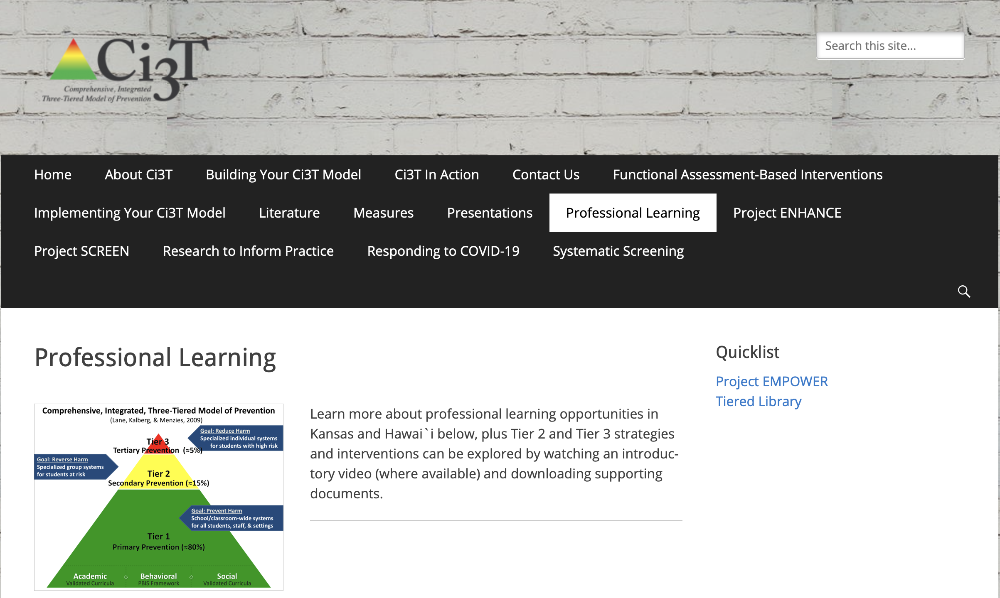 Ci3T
Comprehensive, Integrated
Three-Tiered Model of Prevention
Search this site...
Home About Ci3T Building Your Ci3T Model Ci3T In Action Contact Us Functional Assessment-Based Interventions
Implementing Your Ci3T Model Literature Measures Presentations Professional Learning Project ENHANCE
Project SCREEN Research to Inform Practice Responding to COVID-19 Systematic Screening
Professional Learning
Comprehensive, Integrated, Three-Tiered Model of Prevention
(Lane, Kalberg, & Menzies, 2009)
Goal: Reduce Harm
Specialized individual systems
for students with high risk
Tier 3
Tertiary Prevention (≈5%)
Goal: Reverse Harm
Specialized group systems
for students at risk
Tier 2
Secondary Prevention (≈15%)
Goal: Prevent Harm
School/classroom-wide systems
for all students, staff, & settings
Tier 1
Primary Prevention (≈80%)
Academic ◇ Behavioral ◇ Social
Validated Curricula PBIS Framework Validated Curricula
Learn more about professional learning opportunities in
Kansas and Hawai`i below, plus Tier 2 and Tier 3 strategies
and interventions can be explored by watching an introduc-
tory video (where available) and downloading supporting
documents.
Quicklist
Project EMPOWER
Tiered Library